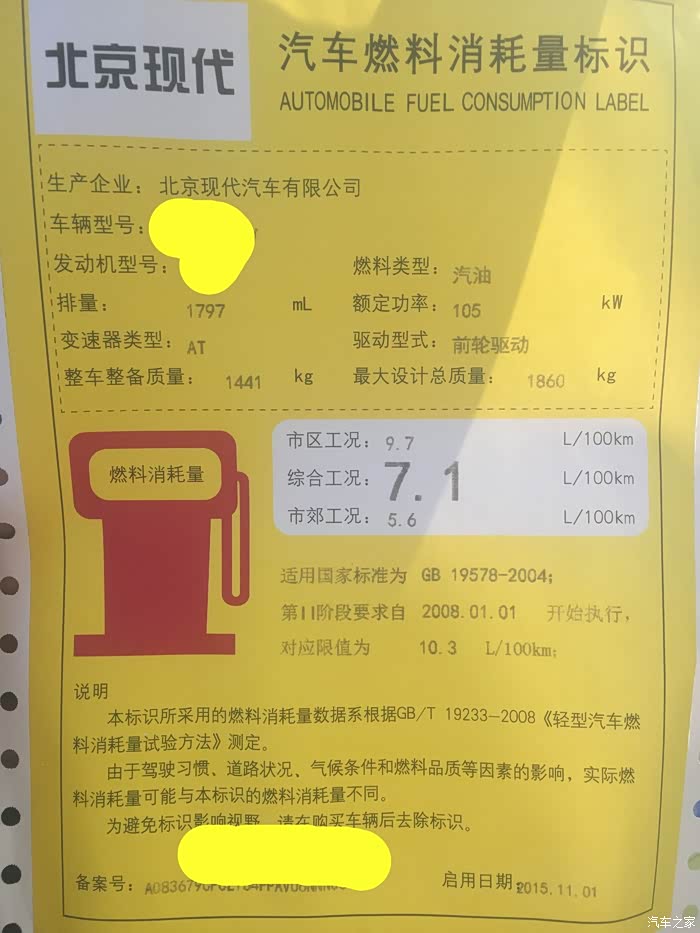 北京现代
汽车燃料消耗量标识
AUTOMOBILE FUEL CONSUMPTION LABEL
生产企业: 北京现代汽车有限公司
车辆型号:
发动机型号: 燃料类型: 汽油
排量: 1797 mL 额定功率: 105 kW
变速器类型: AT 驱动型式: 前轮驱动
整车整备质量: 1441 kg 最大设计总质量: 1860 kg
燃料消耗量
市区工况: 9.7 L/100km
综合工况: 7.1 L/100km
市郊工况: 5.6 L/100km
适用国家标准为 GB 19578-2004;
第II阶段要求自 2008.01.01 开始执行,
对应限值为 10.3 L/100km;
说明
本标识所采用的燃料消耗量数据系根据GB/T 19233-2008《轻型汽车燃
料消耗量试验方法》测定。
由于驾驶习惯、道路状况、气候条件和燃料品质等因素的影响,实际燃
料消耗量可能与本标识的燃料消耗量不同。
为避免标识影响视野,请在购买车辆后去除标识。
备案号: 启用日期: 2015.11.01
汽车之家